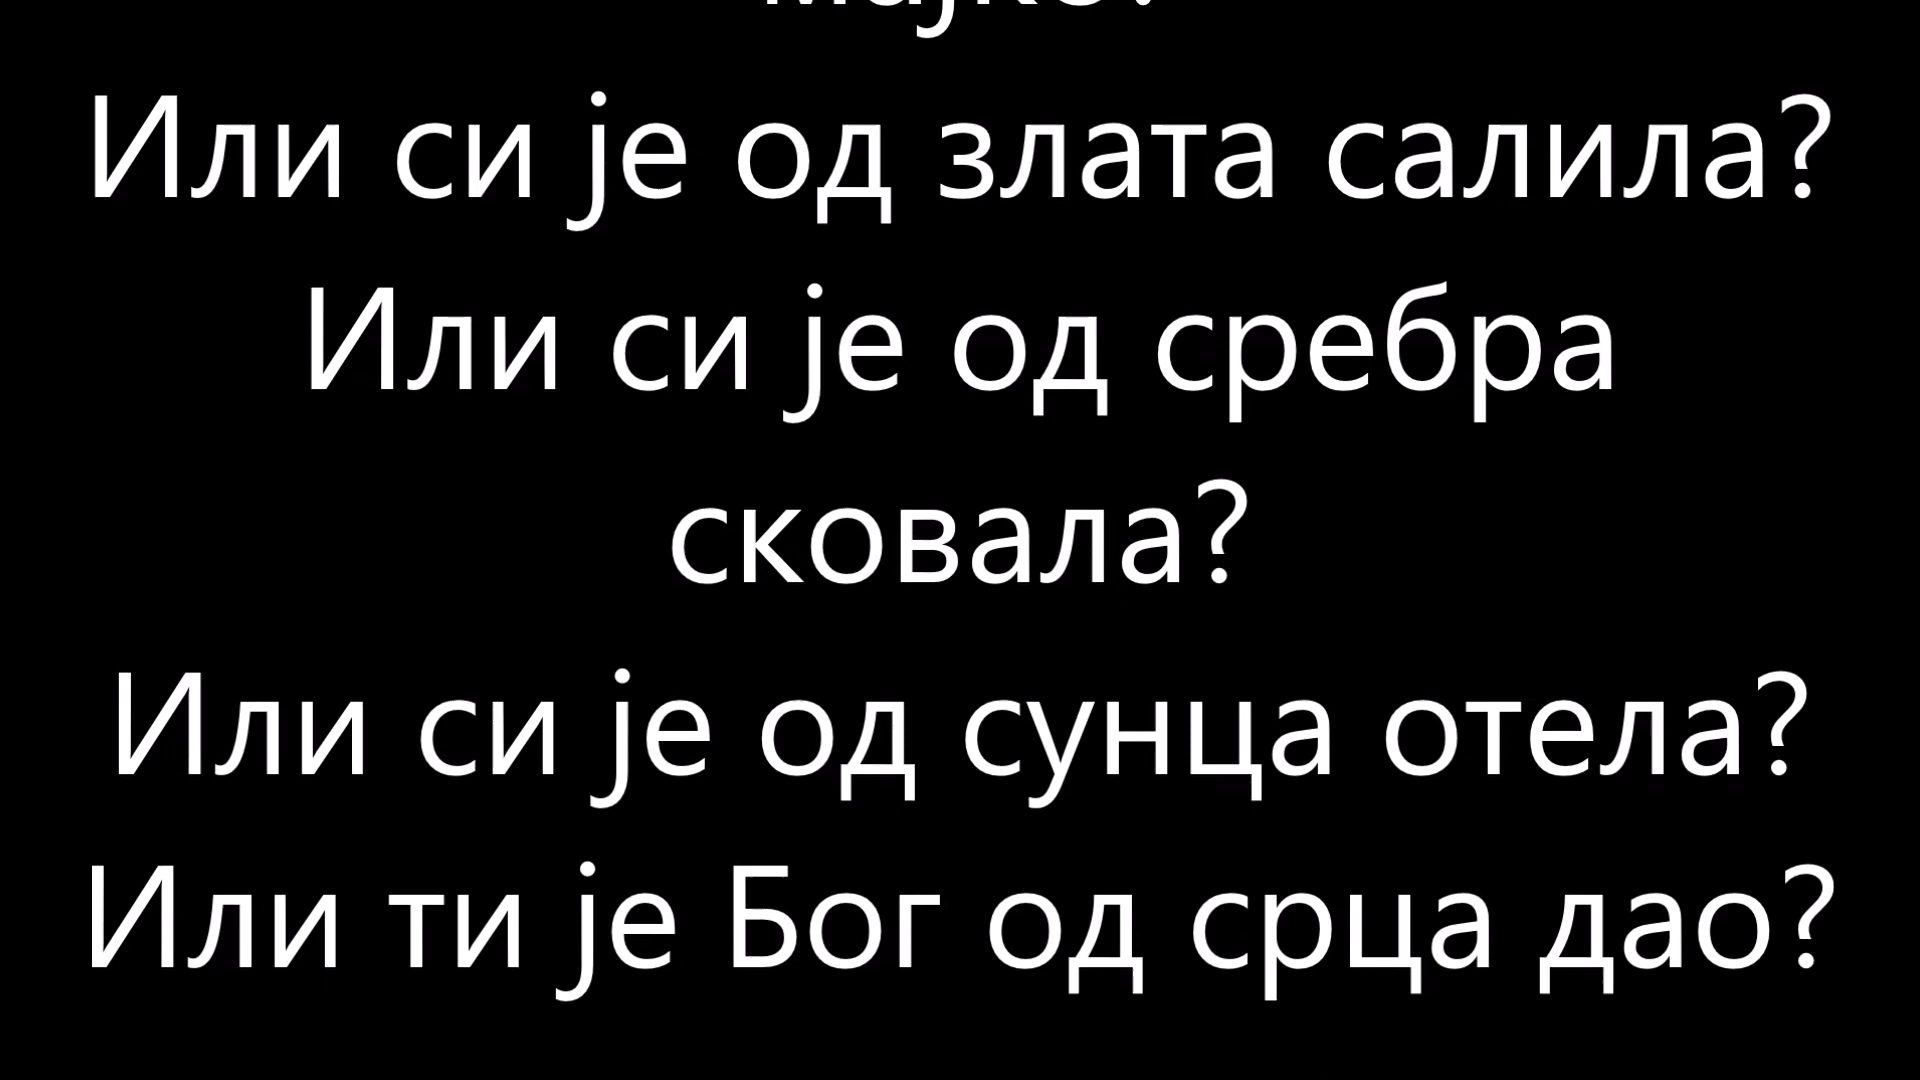 Или си је од злата салила?
Или си је од сребра
сковала?
Или си је од сунца отела?
Или ти је Бог од срца дао?